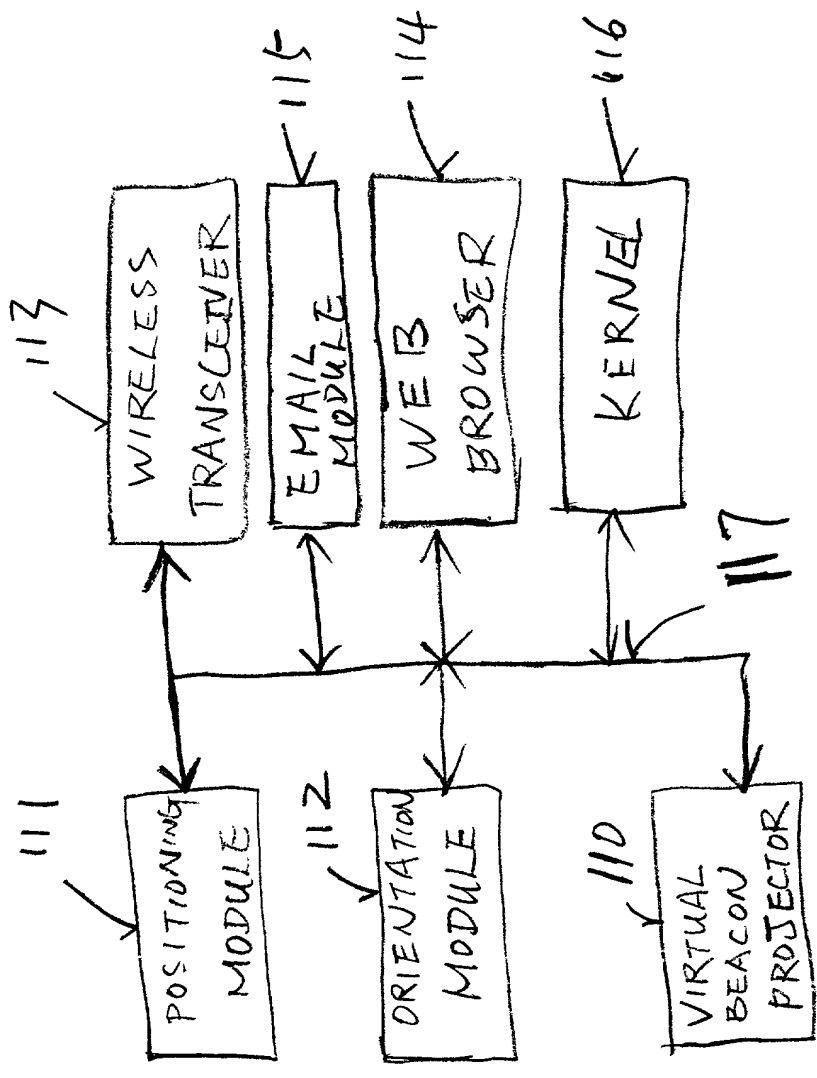 111
POSITIONING
MODULE
113
WIRELESS
TRANSCEIVER
115
EMAIL
MODULE
112
ORIENTATION
MODULE
114
WEB
BROWSER
110
VIRTUAL
BEACON
PROJECTOR
116
KERNEL
117